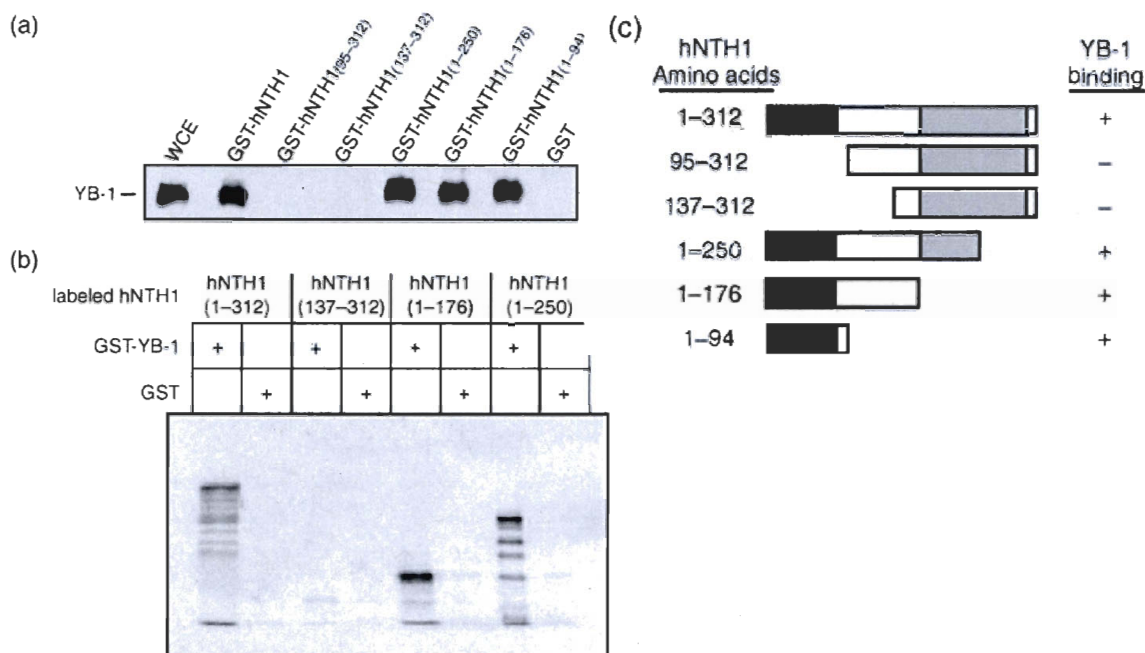 (a)
WCE
GST-hNTH1
GST-hNTH1(95–312)
GST-hNTH1(137–312)
GST-hNTH1(1–250)
GST-hNTH1(1–176)
GST-hNTH1(1–94)
GST
YB-1
(b)
labeled hNTH1
hNTH1 hNTH1 hNTH1 hNTH1
(1–312) (137–312) (1–176) (1–250)
GST-YB-1 + + + +
GST + + + +
(c)
hNTH1 YB-1
Amino acids binding
1–312 +
95–312 –
137–312 –
1–250 +
1–176 +
1–94 +